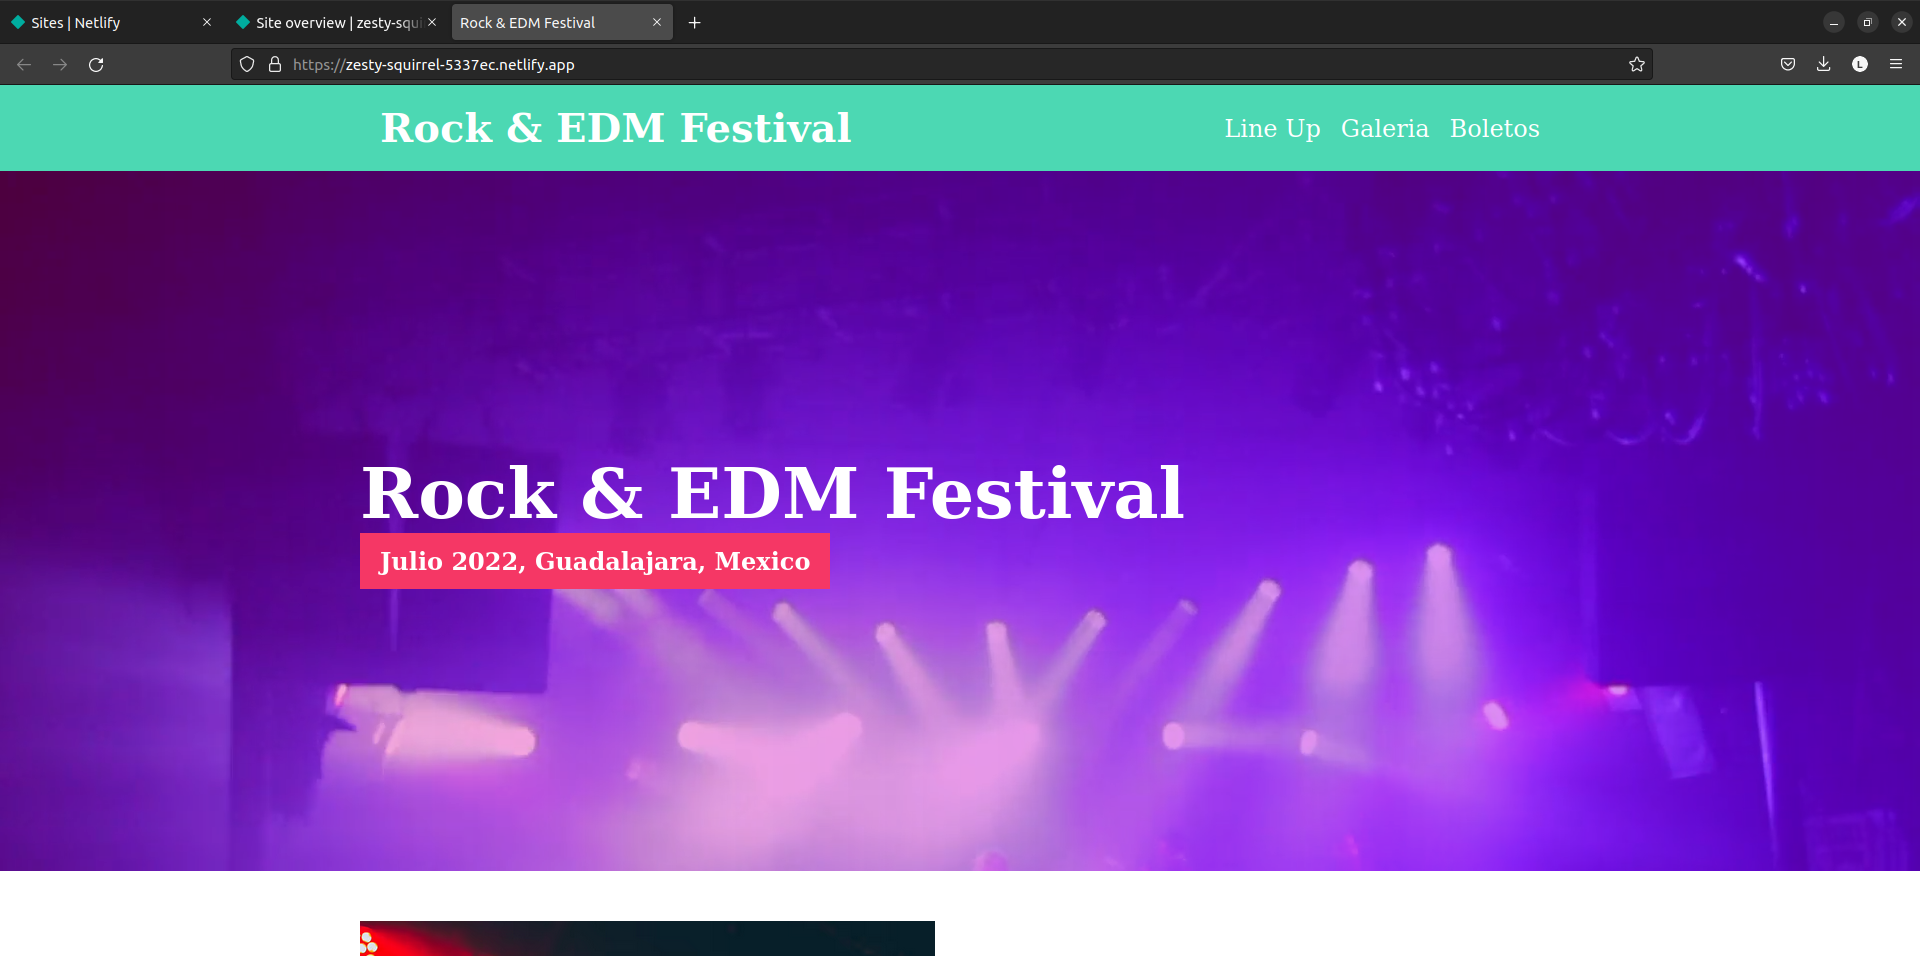 Sites | Netlify
Site overview | zesty-squi
Rock & EDM Festival
https://zesty-squirrel-5337ec.netlify.app
L
Rock & EDM Festival
Line Up Galeria Boletos
Rock & EDM Festival
Julio 2022, Guadalajara, Mexico